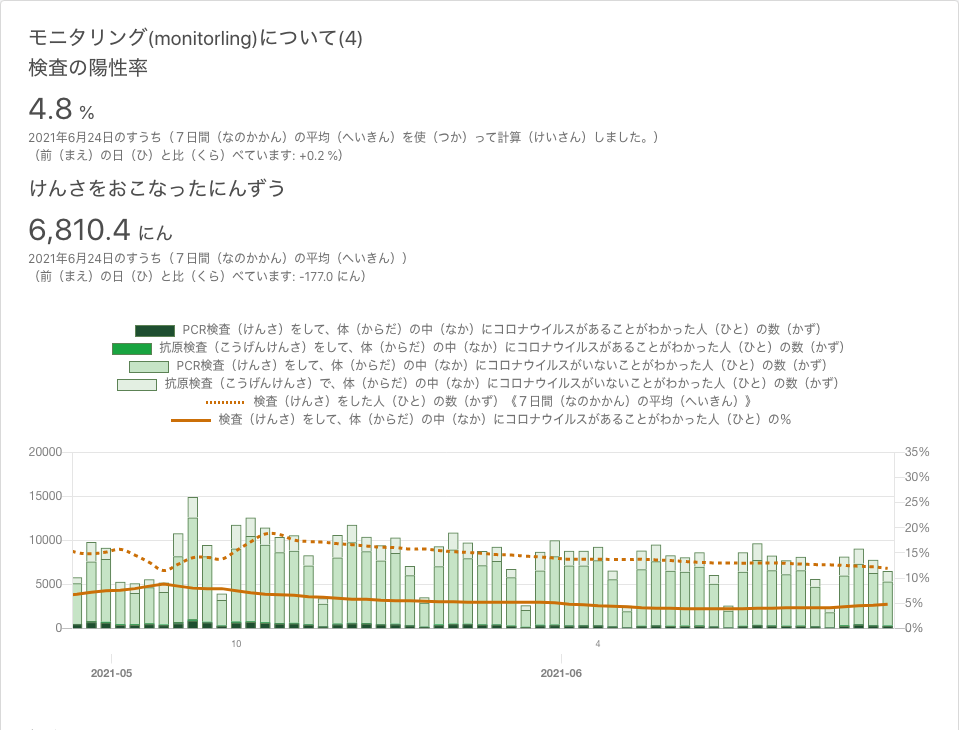 モニタリング(monitorling)について(4)
検査の陽性率
4.8 %
2021年6月24日のすうち（７日間（なのかかん）の平均（へいきん）を使（つか）って計算（けいさん）しました。）
（前（まえ）の日（ひ）と比（くら）べています: +0.2 %）
けんさをおこなったにんずう
6,810.4 にん
2021年6月24日のすうち（７日間（なのかかん）の平均（へいきん））
（前（まえ）の日（ひ）と比（くら）べています: -177.0 にん）
PCR検査（けんさ）をして、体（からだ）の中（なか）にコロナウイルスがあることがわかった人（ひと）の数（かず）
抗原検査（こうげんけんさ）をして、体（からだ）の中（なか）にコロナウイルスがあることがわかった人（ひと）の数（かず）
PCR検査（けんさ）をして、体（からだ）の中（なか）にコロナウイルスがいないことがわかった人（ひと）の数（かず）
抗原検査（こうげんけんさ）で、体（からだ）の中（なか）にコロナウイルスがいないことがわかった人（ひと）の数（かず）
検査（けんさ）をした人（ひと）の数（かず）《７日間（なのかかん）の平均（へいきん）》
検査（けんさ）をして、体（からだ）の中（なか）にコロナウイルスがあることがわかった人（ひと）の%
20000 35%
30%
15000 25%
20%
10000 15%
5000 10%
5%
0 0%
10 4
2021-05 2021-06